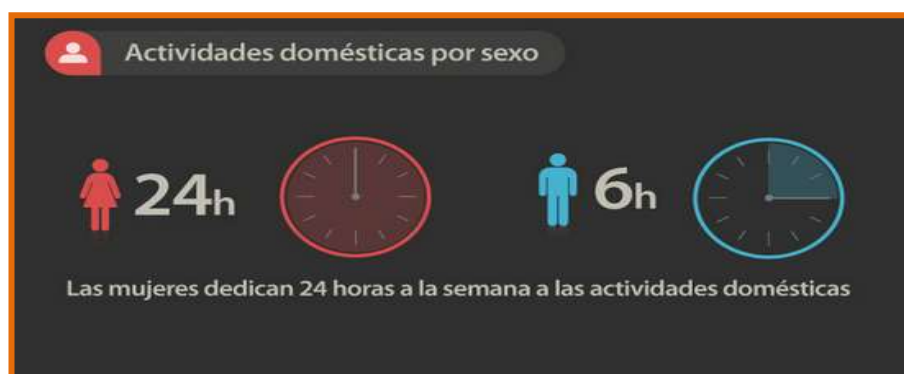 Actividades domésticas por sexo
24h
6h
Las mujeres dedican 24 horas a la semana a las actividades domésticas